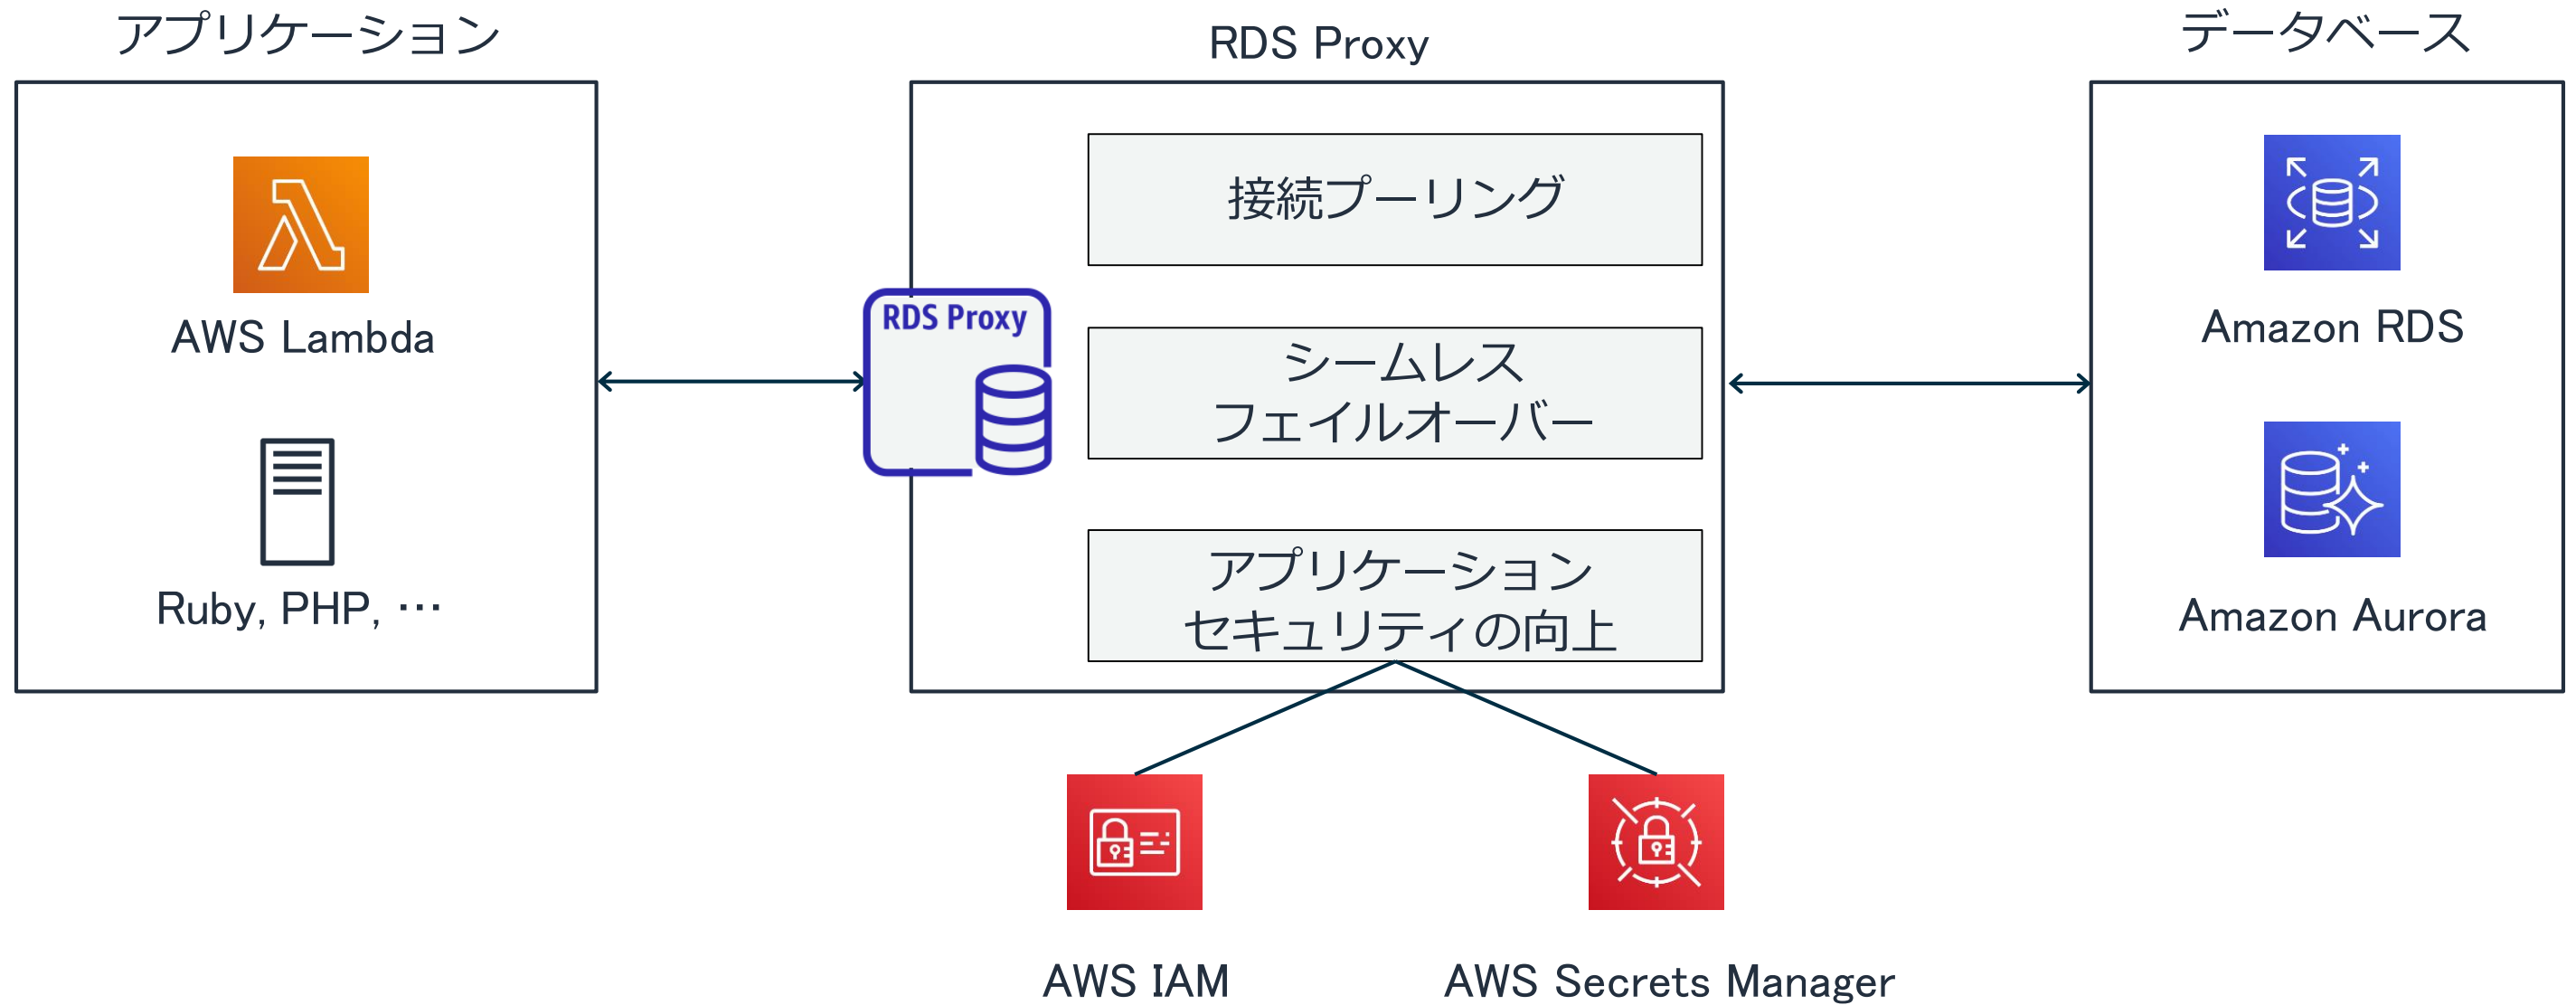 アプリケーション
AWS Lambda
Ruby, PHP, …
RDS Proxy
RDS Proxy
接続プーリング
シームレス
フェイルオーバー
アプリケーション
セキュリティの向上
AWS IAM
AWS Secrets Manager
データベース
Amazon RDS
Amazon Aurora